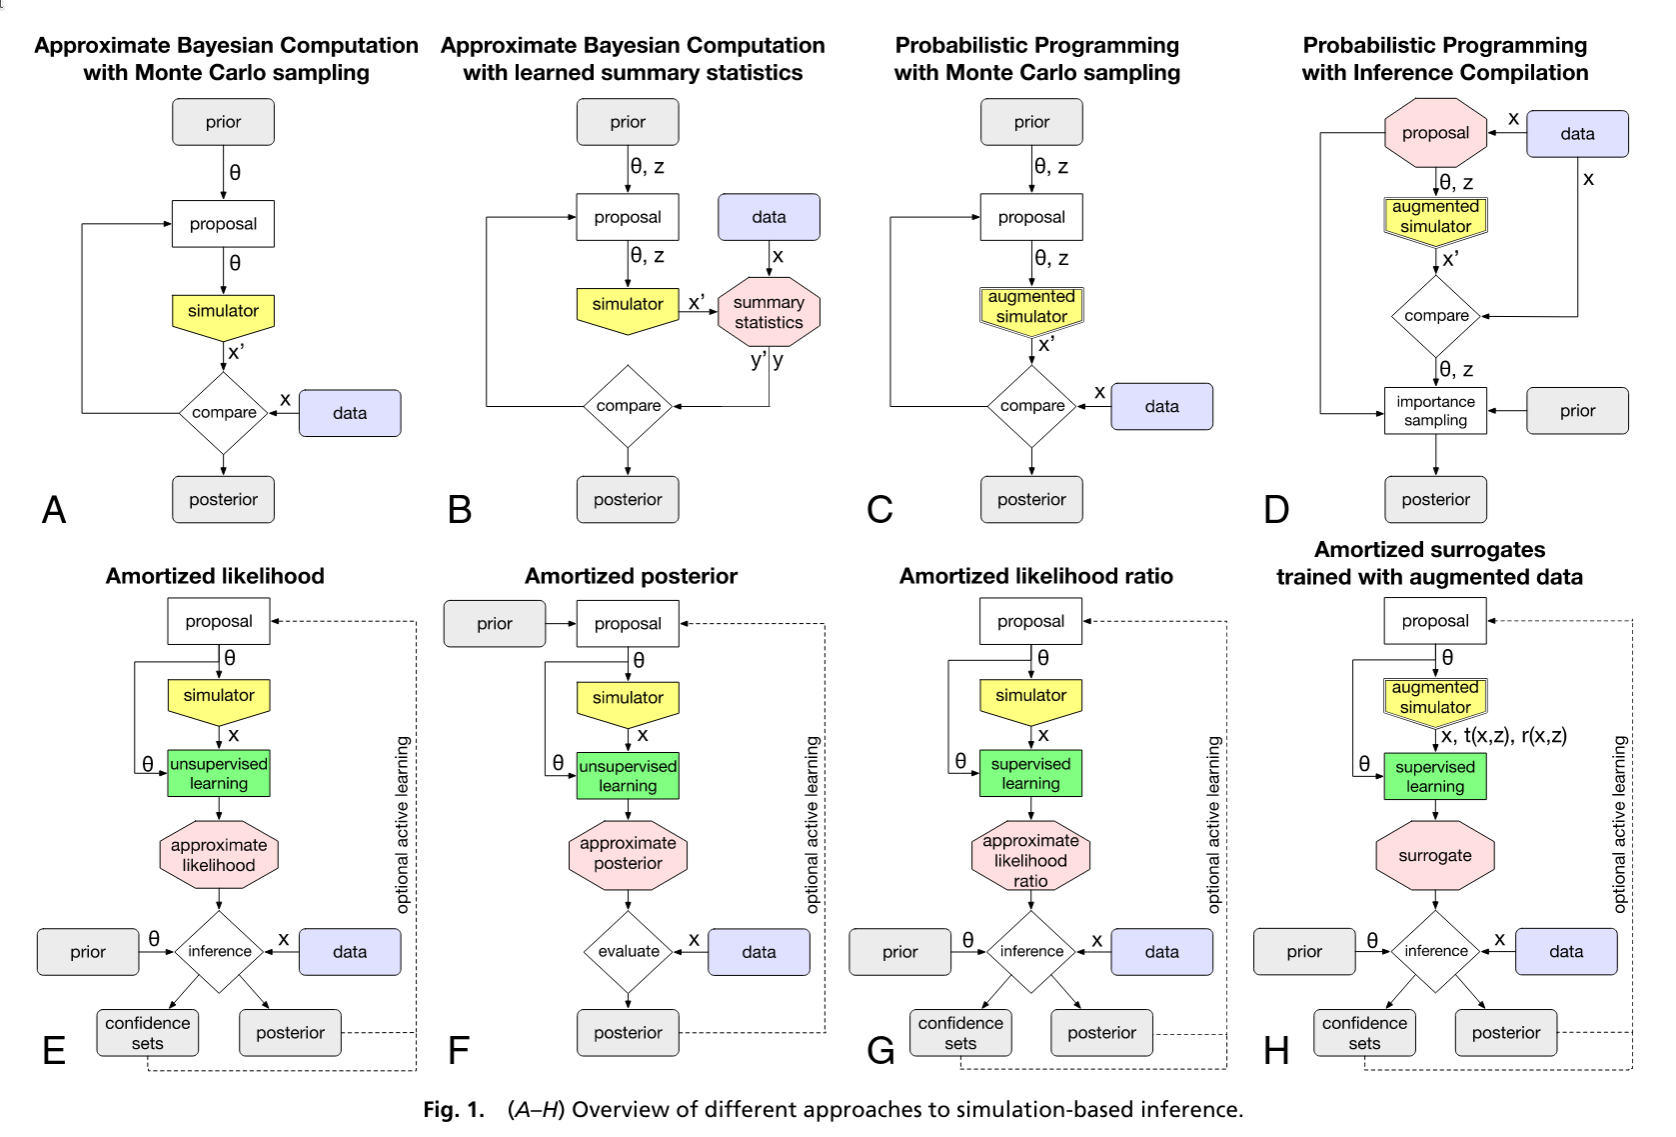 Approximate Bayesian Computation
with Monte Carlo sampling
prior
θ
proposal
θ
simulator
x’
compare
x
data
posterior
A
Approximate Bayesian Computation
with learned summary statistics
prior
θ, z
proposal
data
θ, z
x
simulator
x’
summary
statistics
y’ y
compare
posterior
B
Probabilistic Programming
with Monte Carlo sampling
prior
θ, z
proposal
θ, z
augmented
simulator
x’
compare
x
data
posterior
C
Probabilistic Programming
with Inference Compilation
proposal
x
data
θ, z
x
augmented
simulator
x’
compare
θ, z
importance
sampling
prior
posterior
D
Amortized likelihood
proposal
θ
simulator
x
θ
unsupervised
learning
approximate
likelihood
optional active learning
prior
θ
inference
x
data
confidence
sets
posterior
E
Amortized posterior
prior
proposal
θ
simulator
x
θ
unsupervised
learning
approximate
posterior
optional active learning
evaluate
x
data
posterior
F
Amortized likelihood ratio
proposal
θ
simulator
x
θ
supervised
learning
approximate
likelihood
ratio
optional active learning
prior
θ
inference
x
data
confidence
sets
posterior
G
Amortized surrogates
trained with augmented data
proposal
θ
augmented
simulator
x, t(x,z), r(x,z)
θ
supervised
learning
surrogate
optional active learning
prior
θ
inference
x
data
confidence
sets
posterior
H
Fig. 1. (A–H) Overview of different approaches to simulation-based inference.